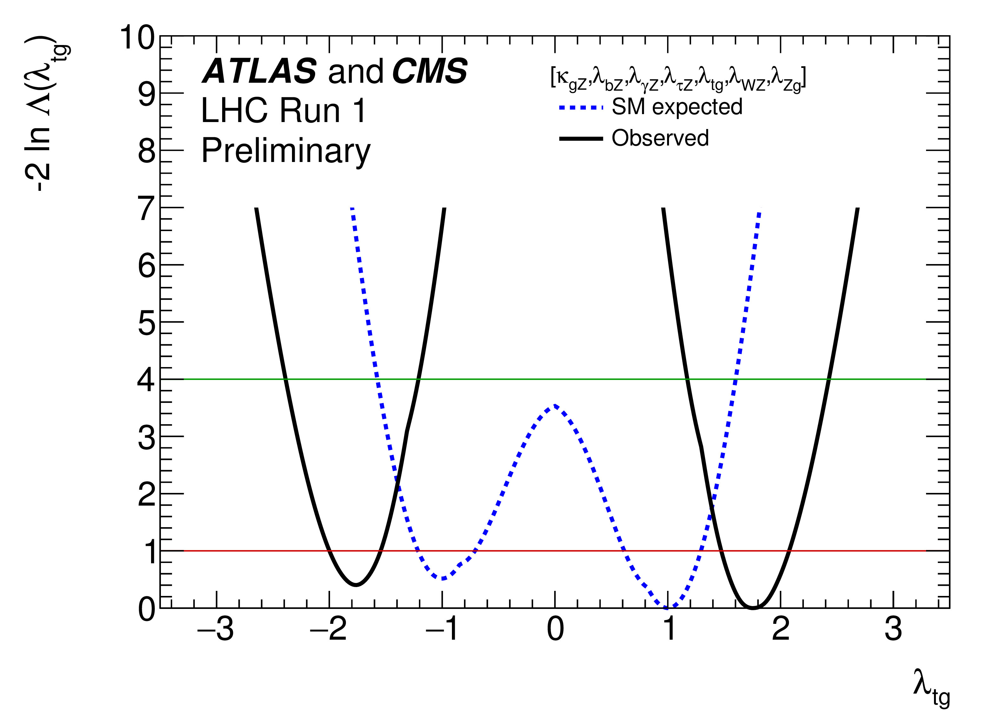 -2 ln Λ(λtg)
10
9
8
7
6
5
4
3
2
1
0
ATLAS and CMS
LHC Run 1
Preliminary
[κgZ,λbZ,λγZ,λτZ,λtg,λWZ,λZg]
SM expected
Observed
−3 −2 −1 0 1 2 3
λtg